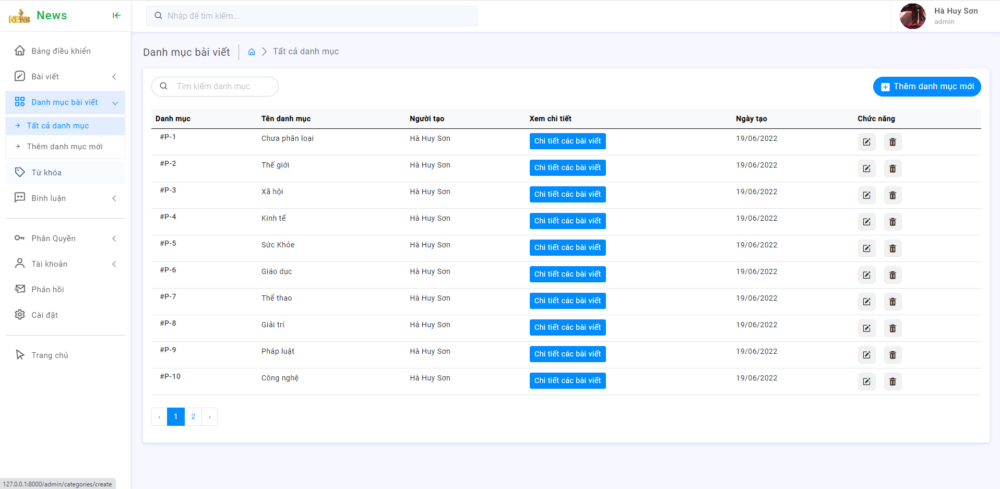 NEWS News
Nhập để tìm kiếm...
Hà Huy Sơn
admin
Bảng điều khiển
Bài viết
Danh mục bài viết
Tất cả danh mục
Thêm danh mục mới
Từ khóa
Bình luận
Phân Quyền
Tài khoản
Phản hồi
Cài đặt
Trang chủ
Danh mục bài viết Tất cả danh mục
Tìm kiếm danh mục
Thêm danh mục mới
Danh mục Tên danh mục Người tạo Xem chi tiết Ngày tạo Chức năng
#P-1 Chưa phân loại Hà Huy Sơn Chi tiết các bài viết 19/06/2022
#P-2 Thế giới Hà Huy Sơn Chi tiết các bài viết 19/06/2022
#P-3 Xã hội Hà Huy Sơn Chi tiết các bài viết 19/06/2022
#P-4 Kinh tế Hà Huy Sơn Chi tiết các bài viết 19/06/2022
#P-5 Sức Khỏe Hà Huy Sơn Chi tiết các bài viết 19/06/2022
#P-6 Giáo dục Hà Huy Sơn Chi tiết các bài viết 19/06/2022
#P-7 Thể thao Hà Huy Sơn Chi tiết các bài viết 19/06/2022
#P-8 Giải trí Hà Huy Sơn Chi tiết các bài viết 19/06/2022
#P-9 Pháp luật Hà Huy Sơn Chi tiết các bài viết 19/06/2022
#P-10 Công nghệ Hà Huy Sơn Chi tiết các bài viết 19/06/2022
‹ 1 2 ›
127.0.0.1:8000/admin/categories/create